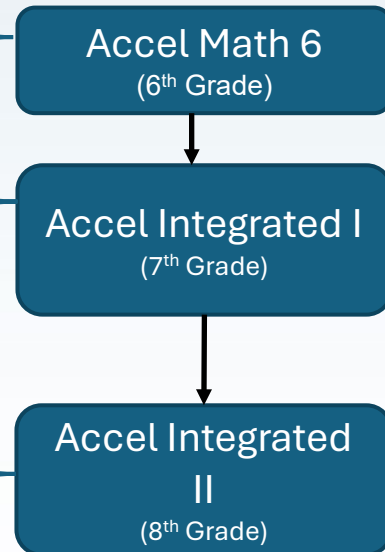 Accel Math 6
(6th Grade)
Accel Integrated I
(7th Grade)
Accel Integrated
II
(8th Grade)